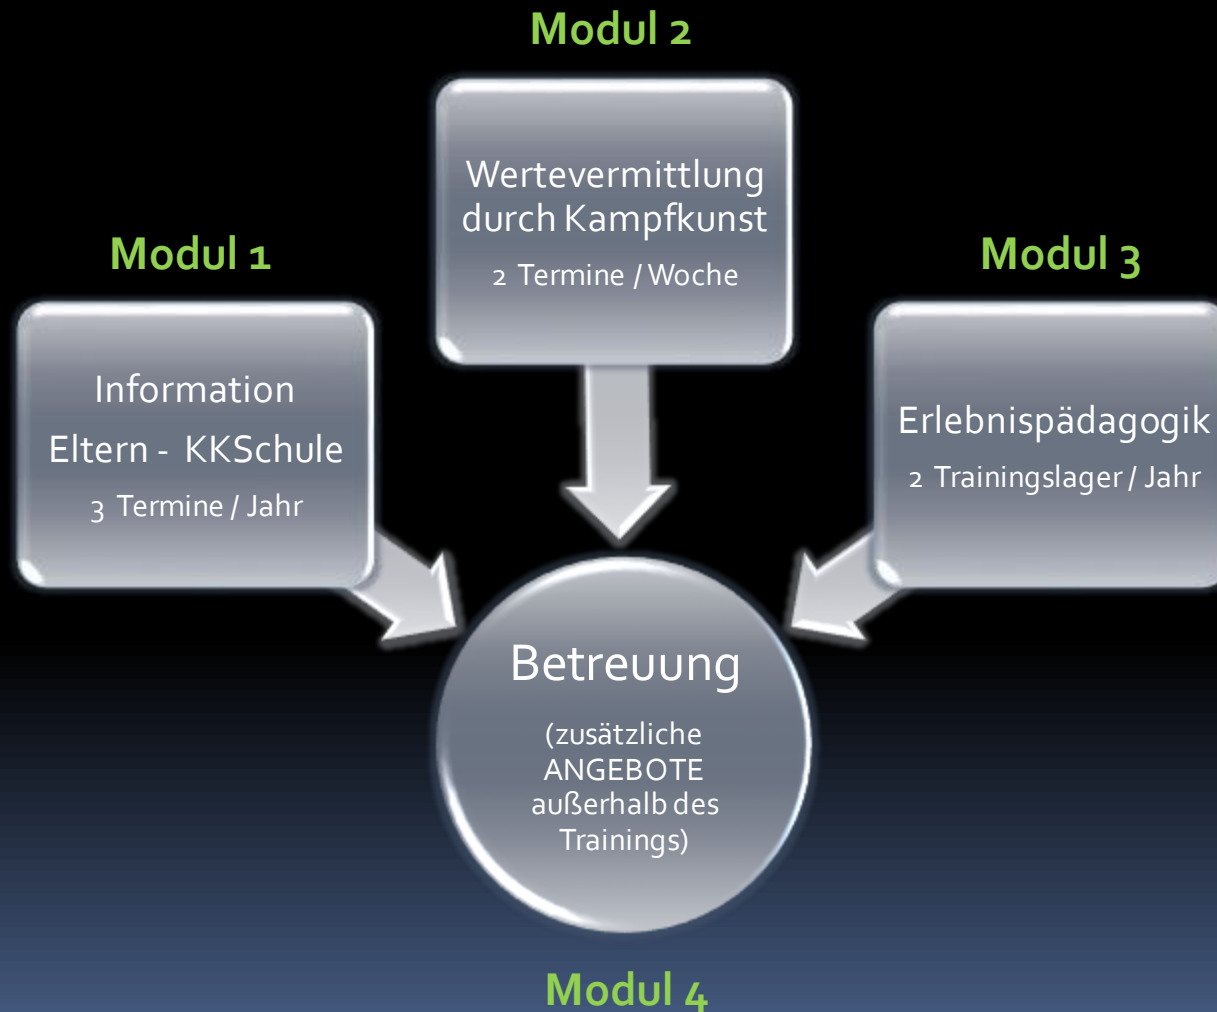 Modul 2
Wertevermittlung
durch Kampfkunst
2 Termine / Woche
Modul 1
Information
Eltern - KKSchule
3 Termine / Jahr
Modul 3
Erlebnispädagogik
2 Trainingslager / Jahr
Betreuung
(zusätzliche
ANGEBOTE
außerhalb des
Trainings)
Modul 4